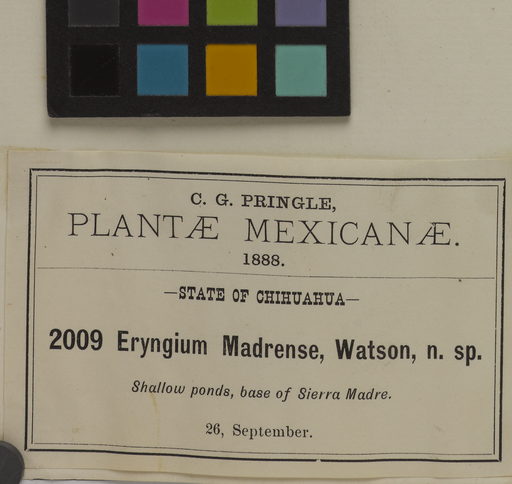 C. G. PRINGLE,
PLANTÆ MEXICANÆ.
1888.
—STATE OF CHIHUAHUA—
2009 Eryngium Madrense, Watson, n. sp.
Shallow ponds, base of Sierra Madre.
26, September.